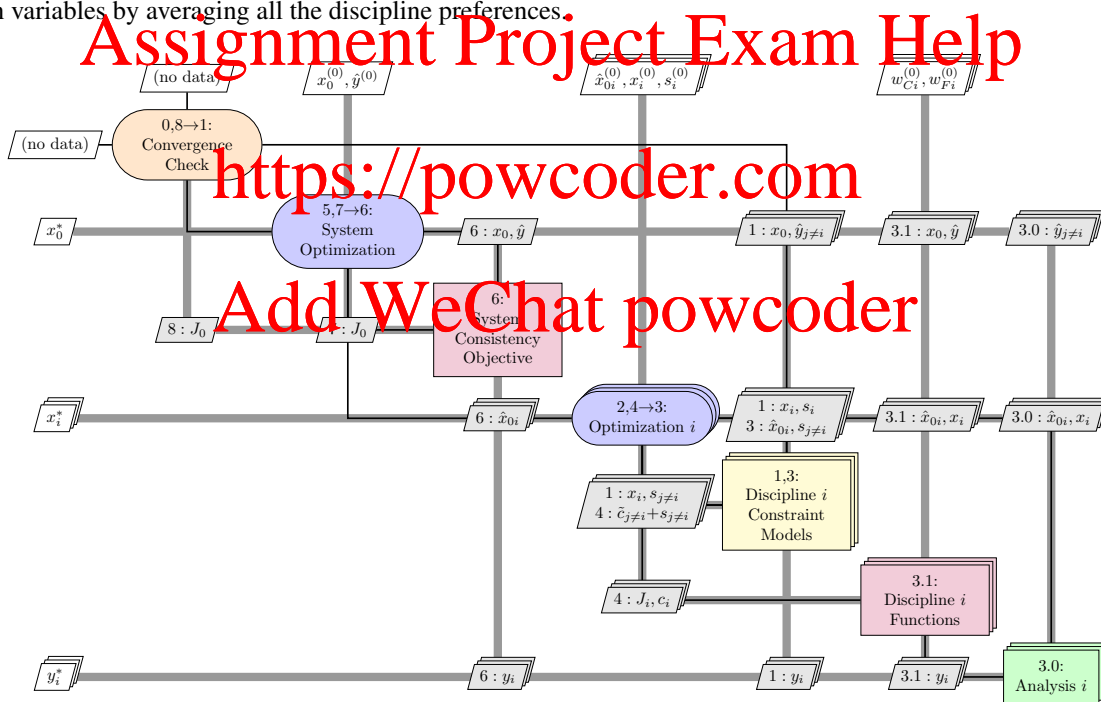 n variables by averaging all the discipline preferences.
Assignment Project Exam Help
(no data)
x_0^{(0)}, ŷ^{(0)}
x̂_{0i}^{(0)}, x_i^{(0)}, s_i^{(0)}
w_{Ci}^{(0)}, w_{Fi}^{(0)}
(no data)
0,8→1:
Convergence
Check
https://powcoder.com
x_0^*
5,7→6:
System
Optimization
6 : x_0, ŷ
1 : x_0, ŷ_{j≠i}
3.1 : x_0, ŷ
3.0 : ŷ_{j≠i}
Add WeChat powcoder
8 : J_0
: J_0
6:
System
Consistency
Objective
x_i^*
6 : x̂_{0i}
2,4→3:
Optimization i
1 : x_i, s_i
3 : x̂_{0i}, s_{j≠i}
3.1 : x̂_{0i}, x_i
3.0 : x̂_{0i}, x_i
1 : x_i, s_{j≠i}
4 : c̃_{j≠i}+s_{j≠i}
1,3:
Discipline i
Constraint
Models
4 : J_i, c_i
3.1:
Discipline i
Functions
y_i^*
6 : y_i
1 : y_i
3.1 : y_i
3.0:
Analysis i